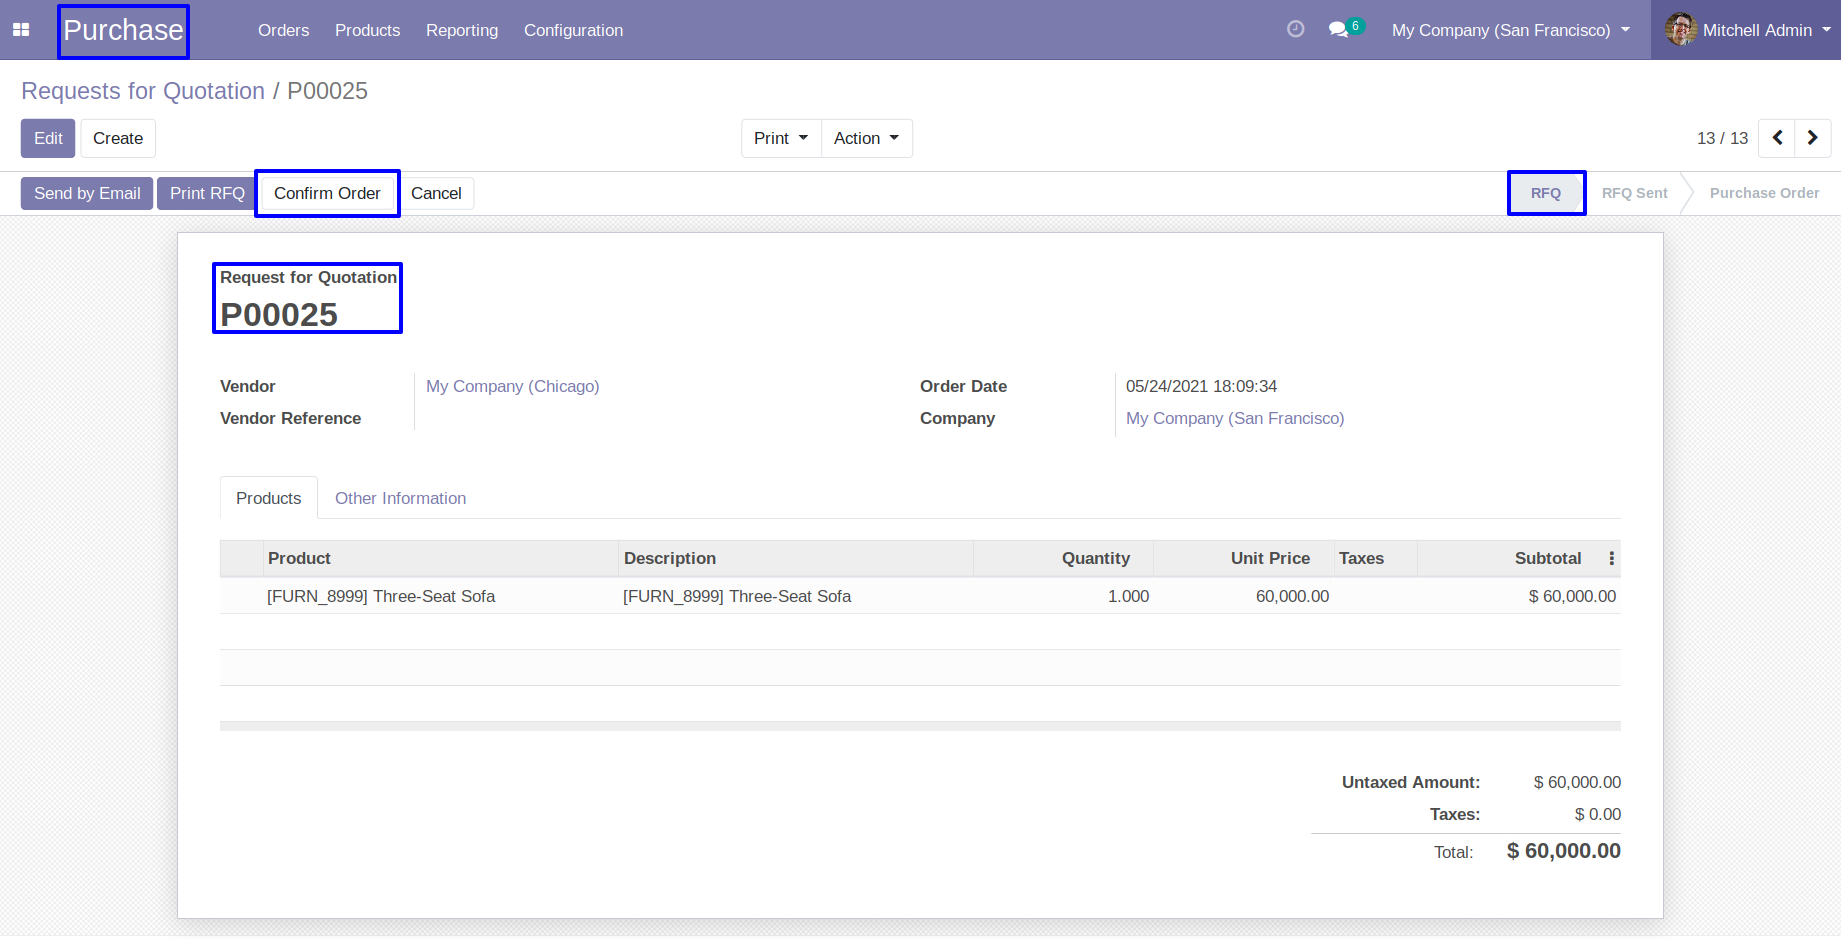 Purchase Orders Products Reporting Configuration 6 My Company (San Francisco) Mitchell Admin
Requests for Quotation / P00025
Edit Create Print Action 13 / 13
Send by Email Print RFQ Confirm Order Cancel RFQ RFQ Sent Purchase Order
Request for Quotation
P00025
Vendor My Company (Chicago) Order Date 05/24/2021 18:09:34
Vendor Reference Company My Company (San Francisco)
Products Other Information
Product Description Quantity Unit Price Taxes Subtotal
[FURN_8999] Three-Seat Sofa [FURN_8999] Three-Seat Sofa 1.000 60,000.00 $ 60,000.00
Untaxed Amount: $ 60,000.00
Taxes: $ 0.00
Total: $ 60,000.00